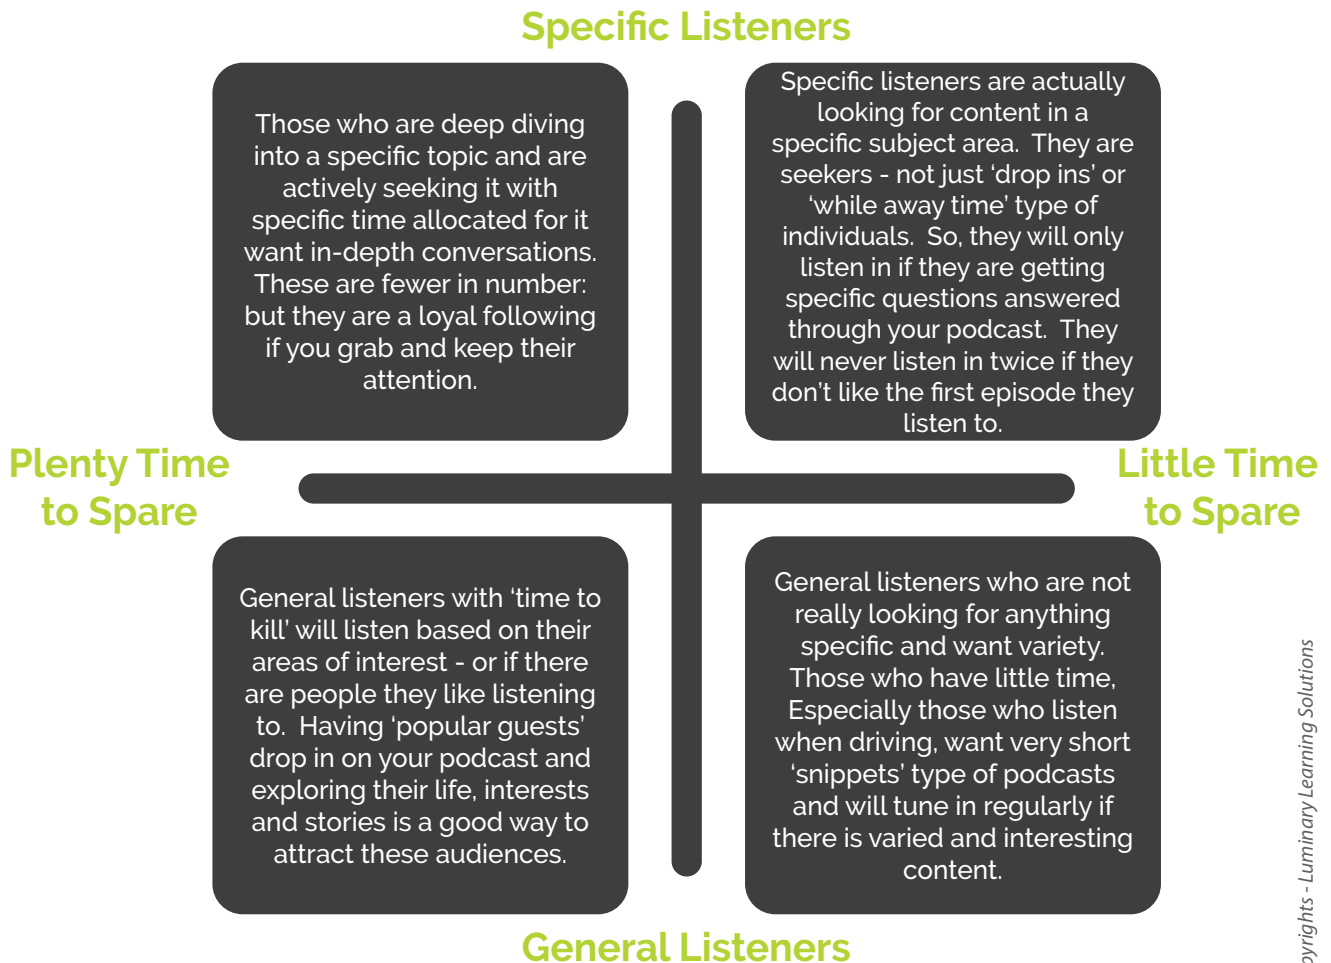 Specific Listeners
Those who are deep diving
into a specific topic and are
actively seeking it with
specific time allocated for it
want in-depth conversations.
These are fewer in number:
but they are a loyal following
if you grab and keep their
attention.
Specific listeners are actually
looking for content in a
specific subject area.  They are
seekers - not just ‘drop ins’ or
‘while away time’ type of
individuals.  So, they will only
listen in if they are getting
specific questions answered
through your podcast.  They
will never listen in twice if they
don’t like the first episode they
listen to.
Plenty Time
to Spare
Little Time
to Spare
General listeners with ‘time to
kill’ will listen based on their
areas of interest - or if there
are people they like listening
to.  Having ‘popular guests’
drop in on your podcast and
exploring their life, interests
and stories is a good way to
attract these audiences.
General listeners who are not
really looking for anything
specific and want variety.
Those who have little time,
Especially those who listen
when driving, want very short
‘snippets’ type of podcasts
and will tune in regularly if
there is varied and interesting
content.
General Listeners
- Luminary Learning Solutions